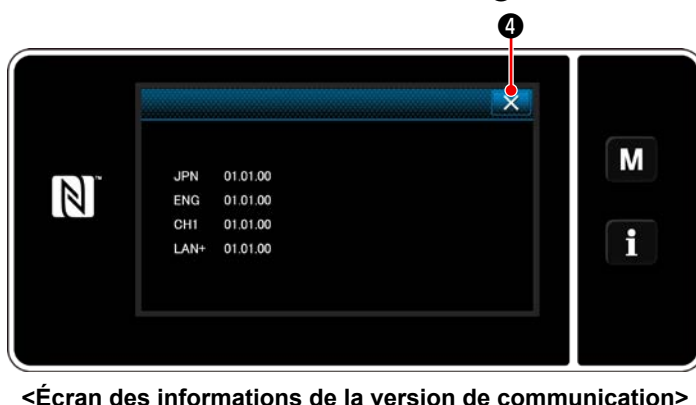 ❹
JPN 01.01.00
ENG 01.01.00
CH1 01.01.00
LAN+ 01.01.00
M
i
<Écran des informations de la version de communication>